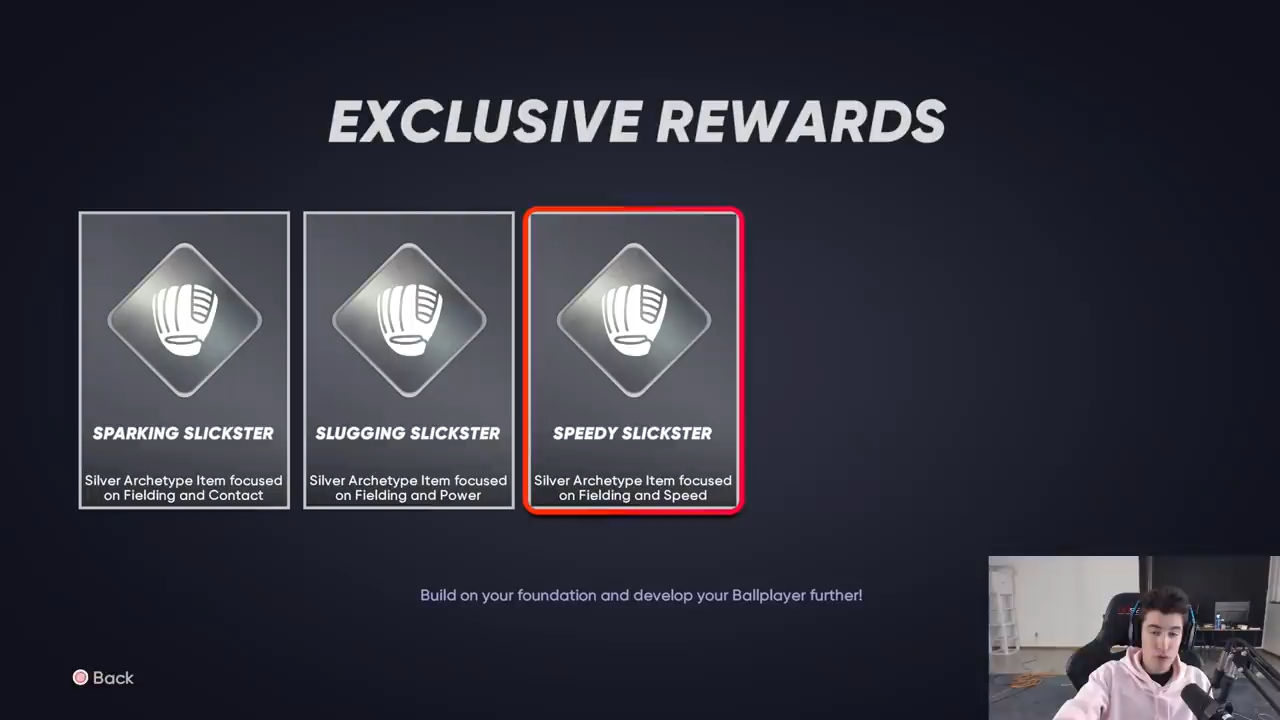 EXCLUSIVE REWARDS
SPARKING SLICKSTER
Silver Archetype Item focused
on Fielding and Contact
SLUGGING SLICKSTER
Silver Archetype Item focused
on Fielding and Power
SPEEDY SLICKSTER
Silver Archetype Item focused
on Fielding and Speed
Build on your foundation and develop your Ballplayer further!
Back